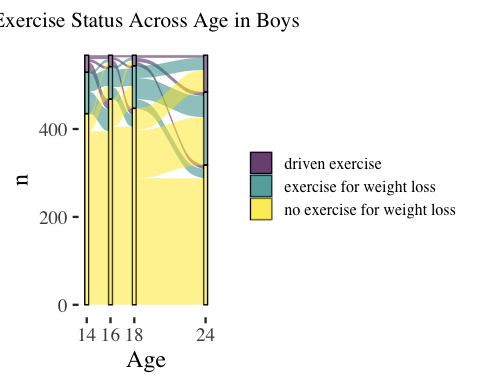 Exercise Status Across Age in Boys
n
400
200
0
14 16 18 24
Age
driven exercise
exercise for weight loss
no exercise for weight loss